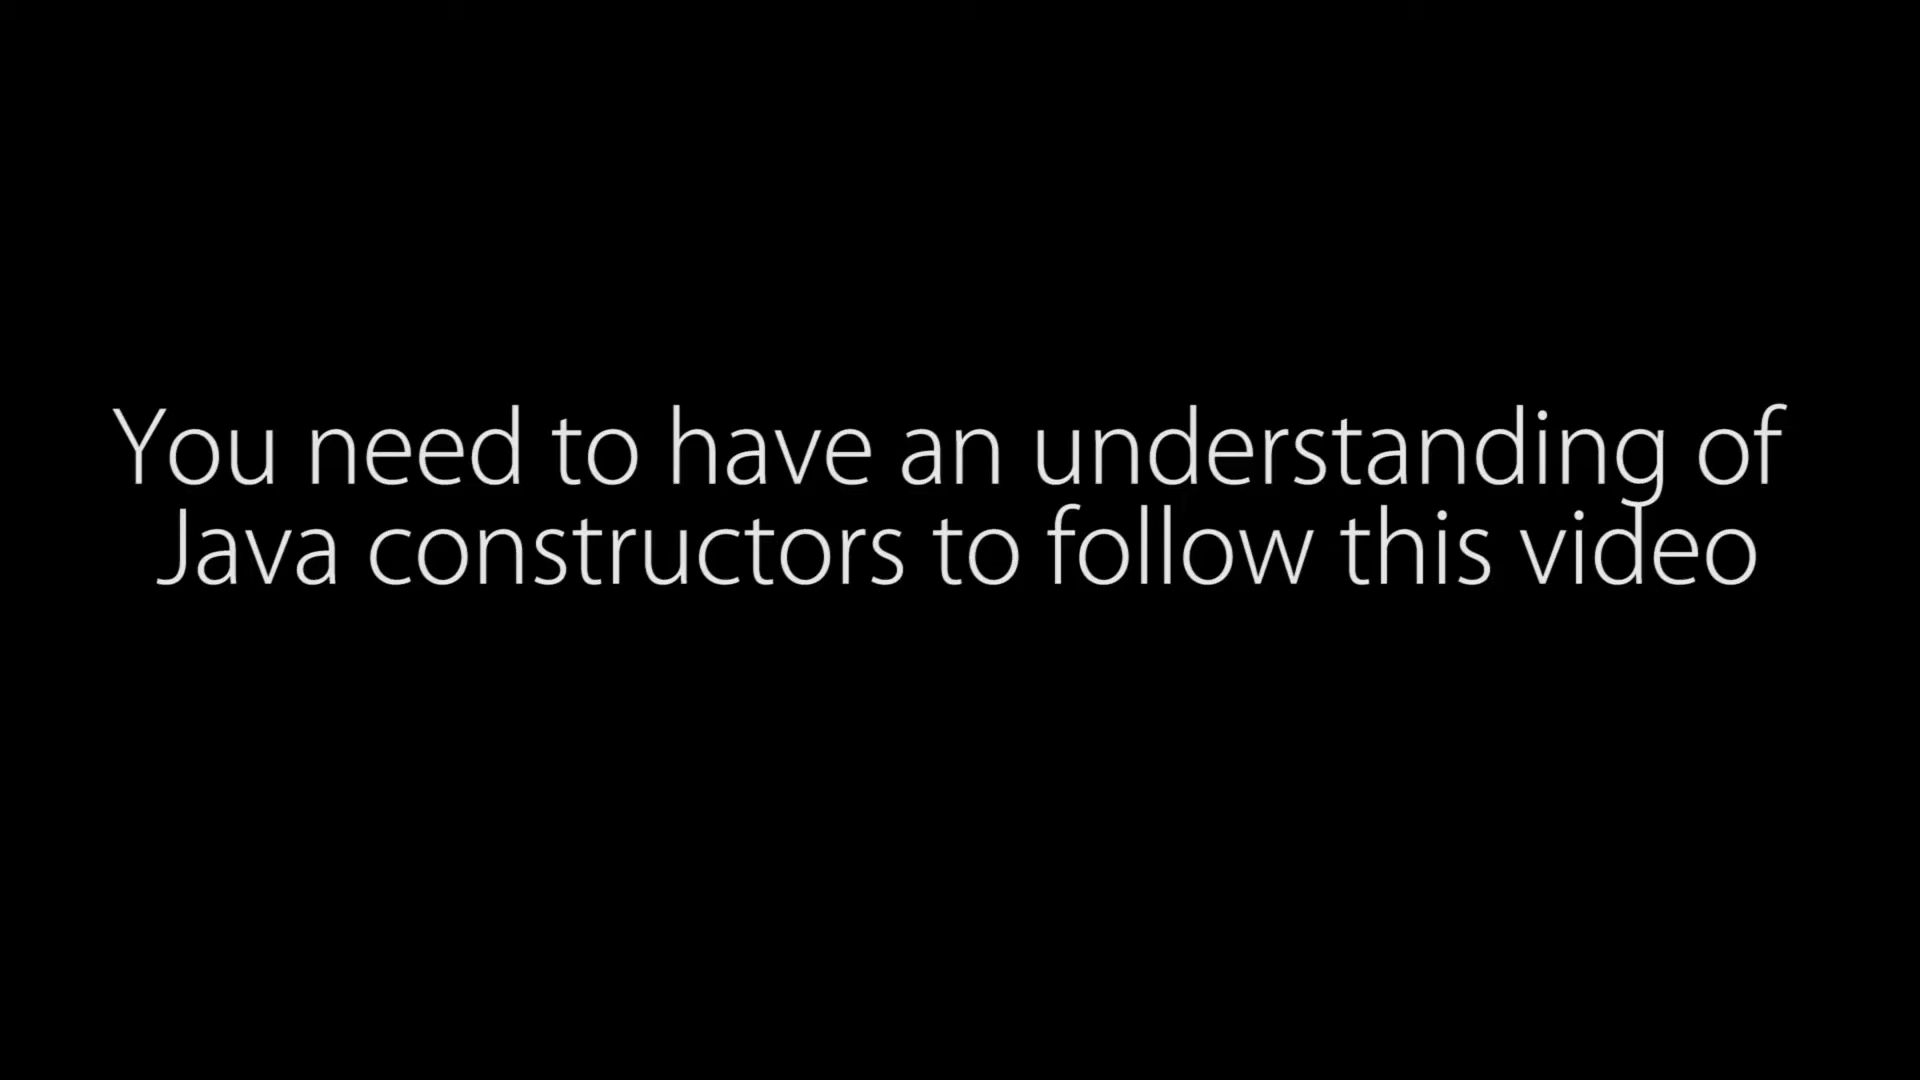 You need to have an understanding of
Java constructors to follow this video